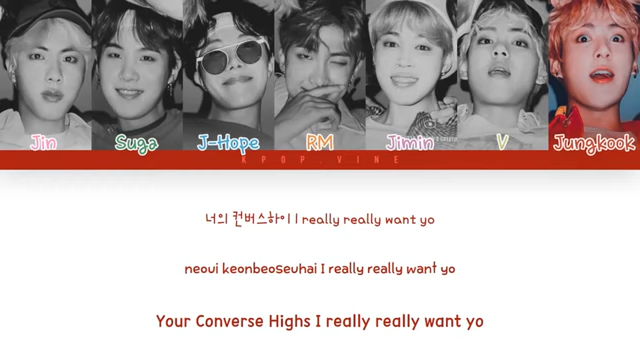 Jin Suga J-Hope RM Jimin V Jungkook
KPOP.VINE
너의 컨버스하이 I really really want yo
neoui keonbeoseuhai I really really want yo
Your Converse Highs I really really want yo